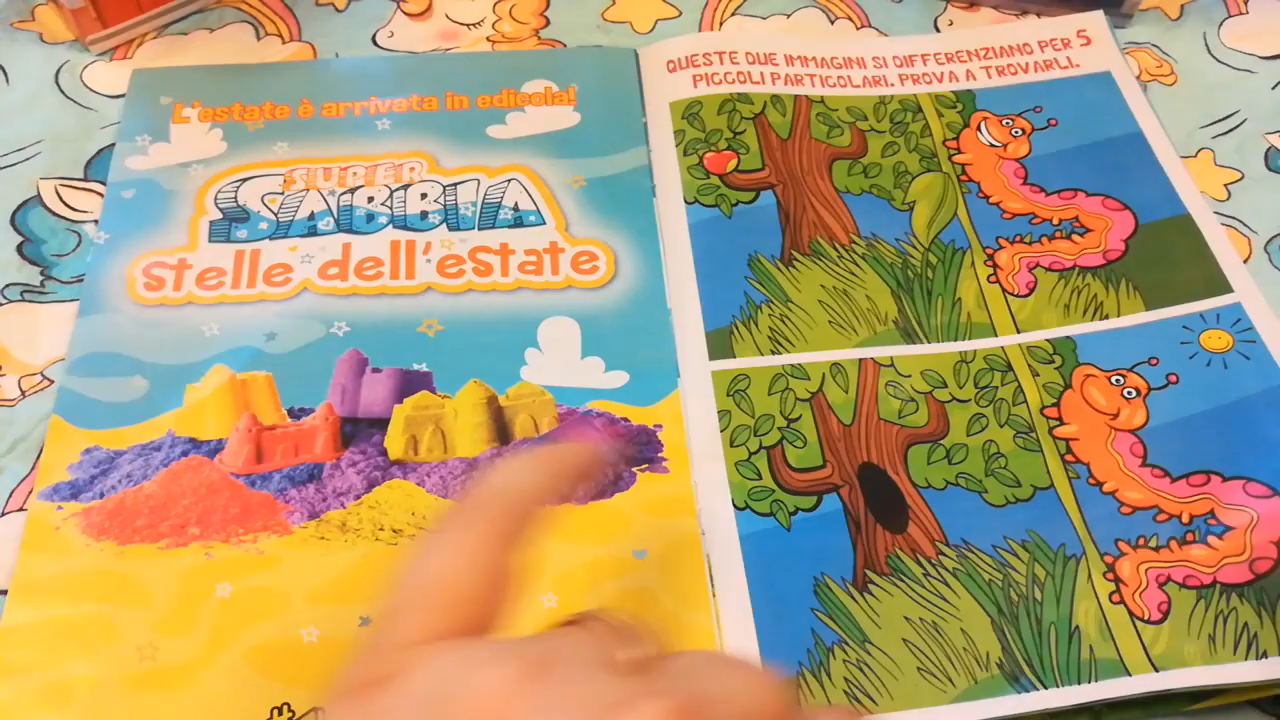 L'estate è arrivata in edicola!
SUPER
SABBIA
stelle dell'estate
QUESTE DUE IMMAGINI SI DIFFERENZIANO PER 5
PICCOLI PARTICOLARI. PROVA A TROVARLI.